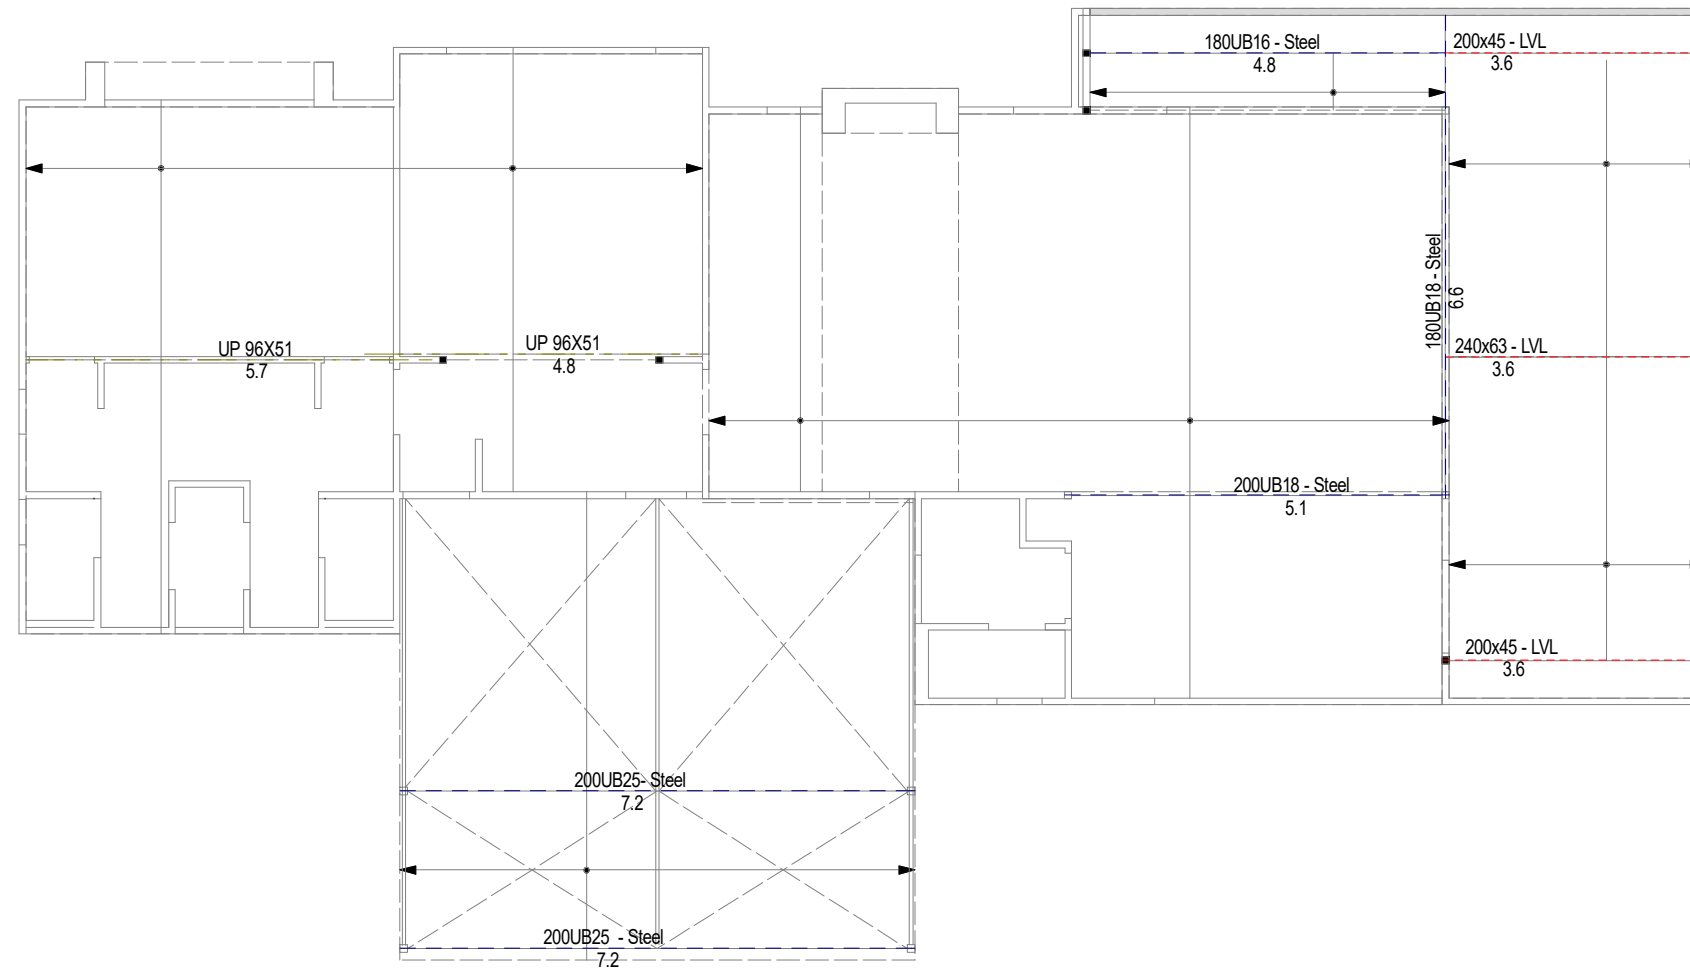 180UB16 - Steel
4.8
200x45 - LVL
3.6
180UB18 - Steel
6.6
UP 96X51
5.7
UP 96X51
4.8
240x63 - LVL
3.6
200UB18 - Steel
5.1
200x45 - LVL
3.6
200UB25- Steel
7.2
200UB25 - Steel
7.2